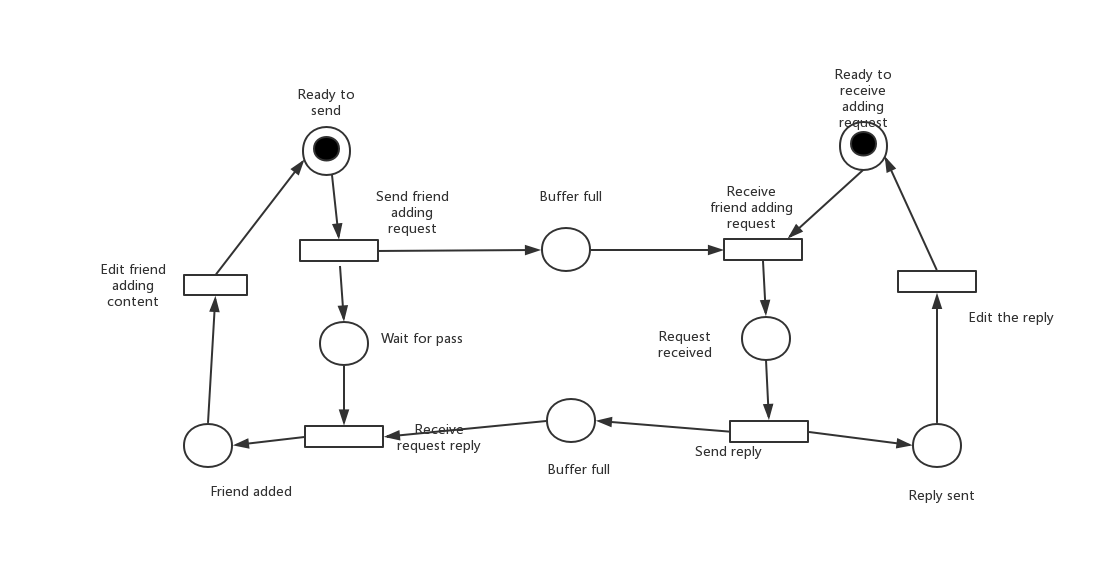 Ready to
send
Ready to
receive
adding
request
Send friend
adding
request
Buffer full
Receive
friend adding
request
Edit friend
adding
content
Edit the reply
Wait for pass
Request
received
Receive
request reply
Send reply
Buffer full
Friend added
Reply sent